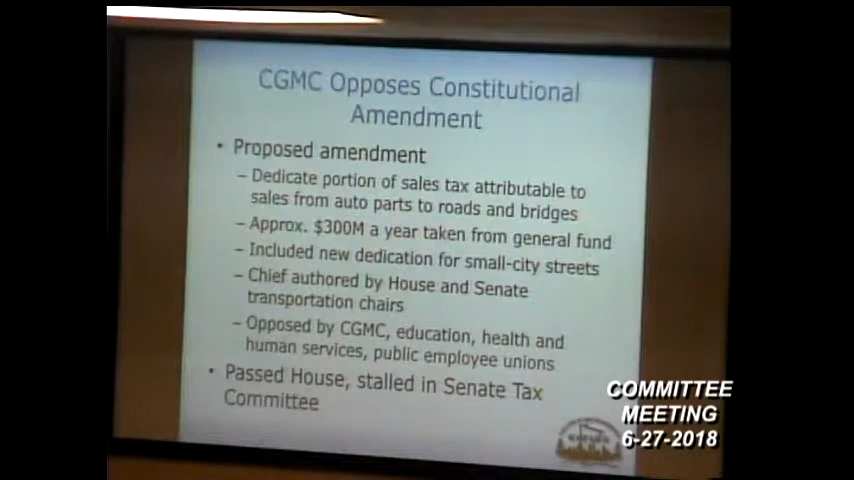 CGMC Opposes Constitutional
Amendment
• Proposed amendment
– Dedicate portion of sales tax attributable to
sales from auto parts to roads and bridges
– Approx. $300M a year taken from general fund
– Included new dedication for small-city streets
– Chief authored by House and Senate
transportation chairs
– Opposed by CGMC, education, health and
human services, public employee unions
• Passed House, stalled in Senate Tax
Committee
COMMITTEE
MEETING
6-27-2018